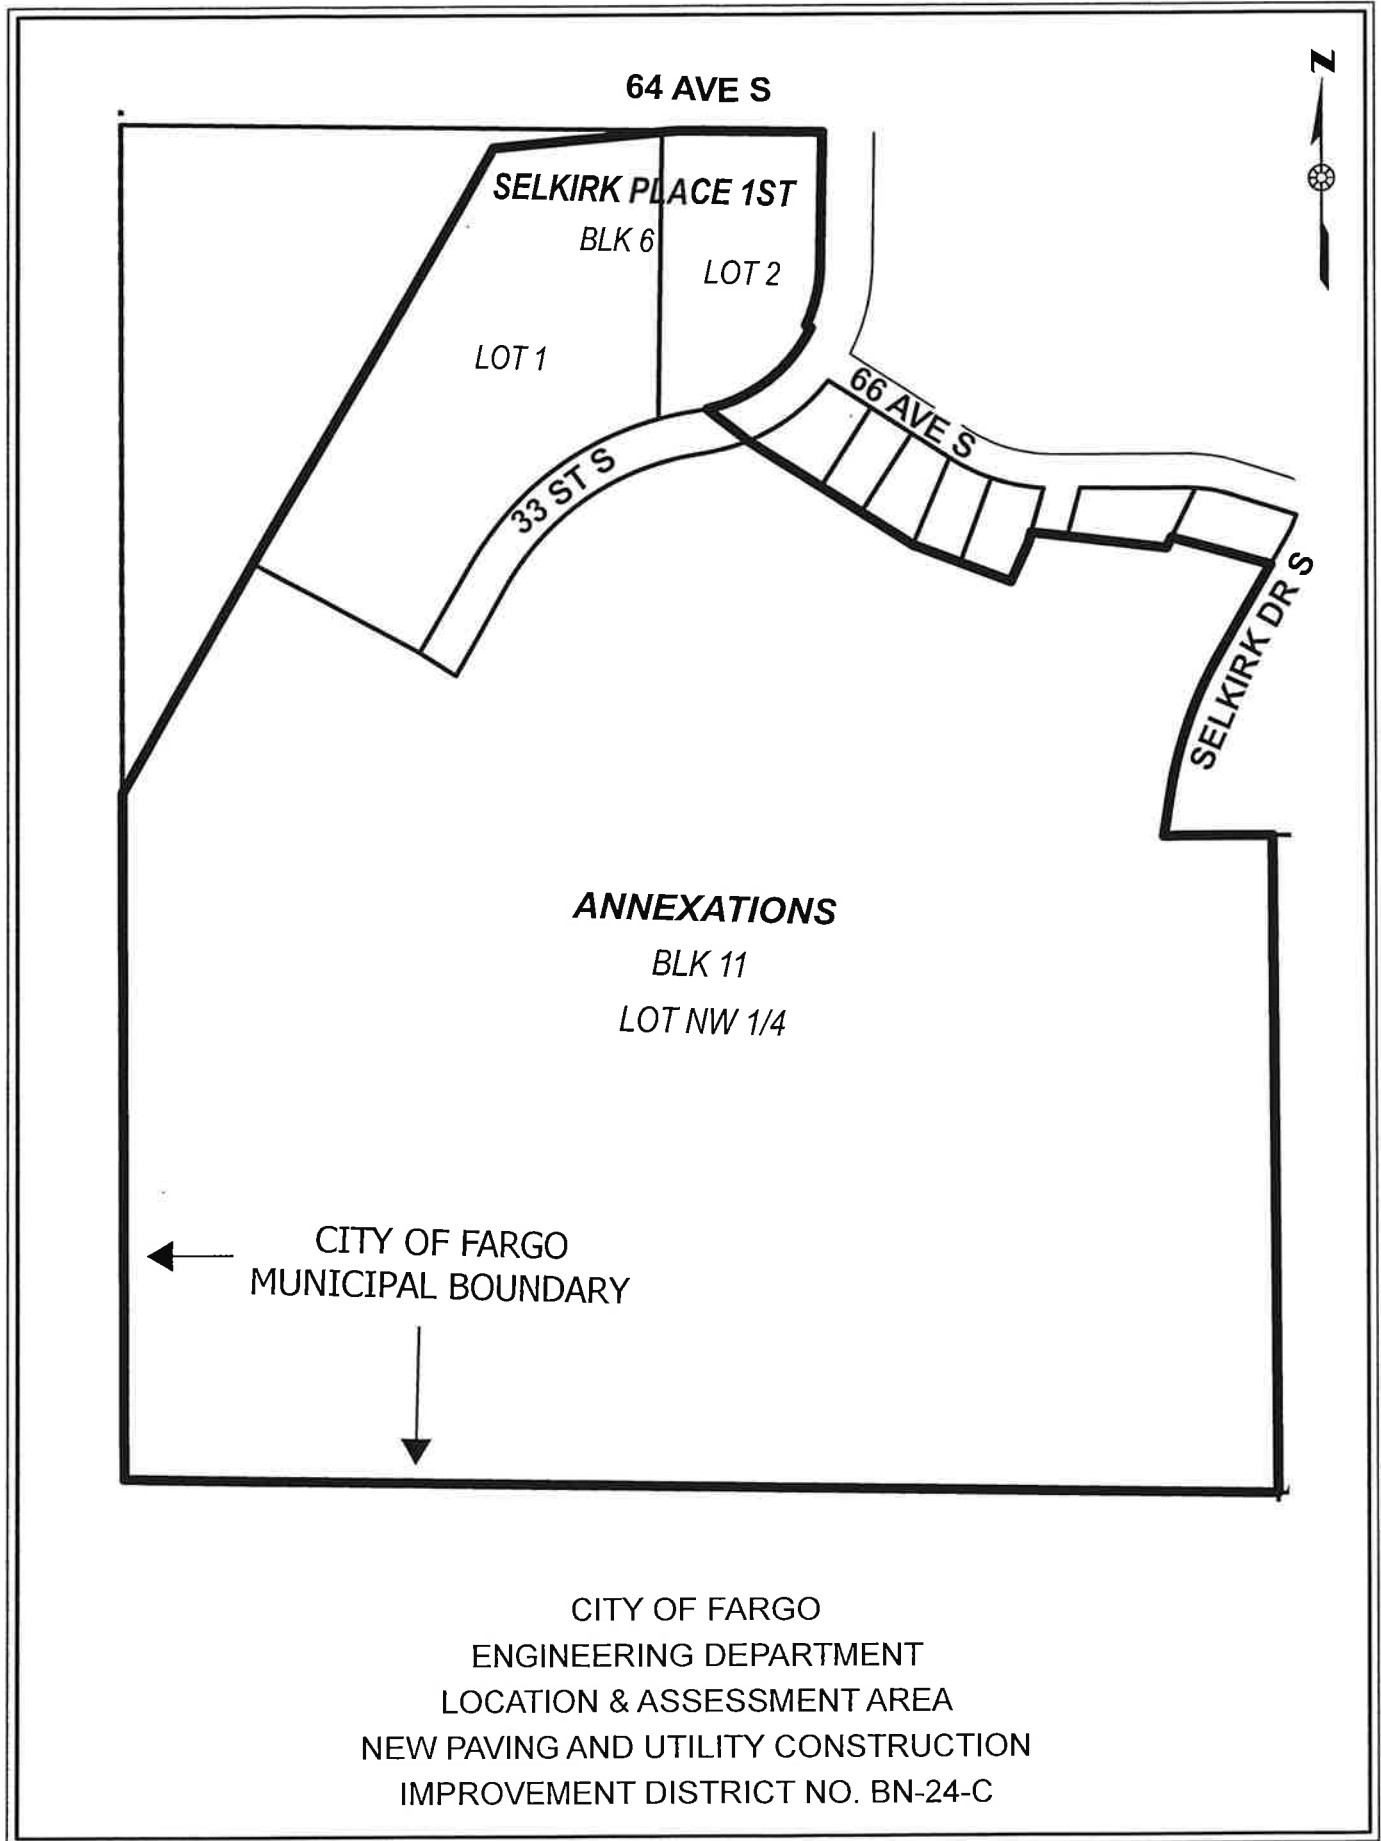 64 AVE S
N
SELKIRK PLACE 1ST
BLK 6
LOT 2
LOT 1
66 AVE S
33 ST S
SELKIRK DR S
ANNEXATIONS
BLK 11
LOT NW 1/4
CITY OF FARGO
MUNICIPAL BOUNDARY
CITY OF FARGO
ENGINEERING DEPARTMENT
LOCATION & ASSESSMENT AREA
NEW PAVING AND UTILITY CONSTRUCTION
IMPROVEMENT DISTRICT NO. BN-24-C